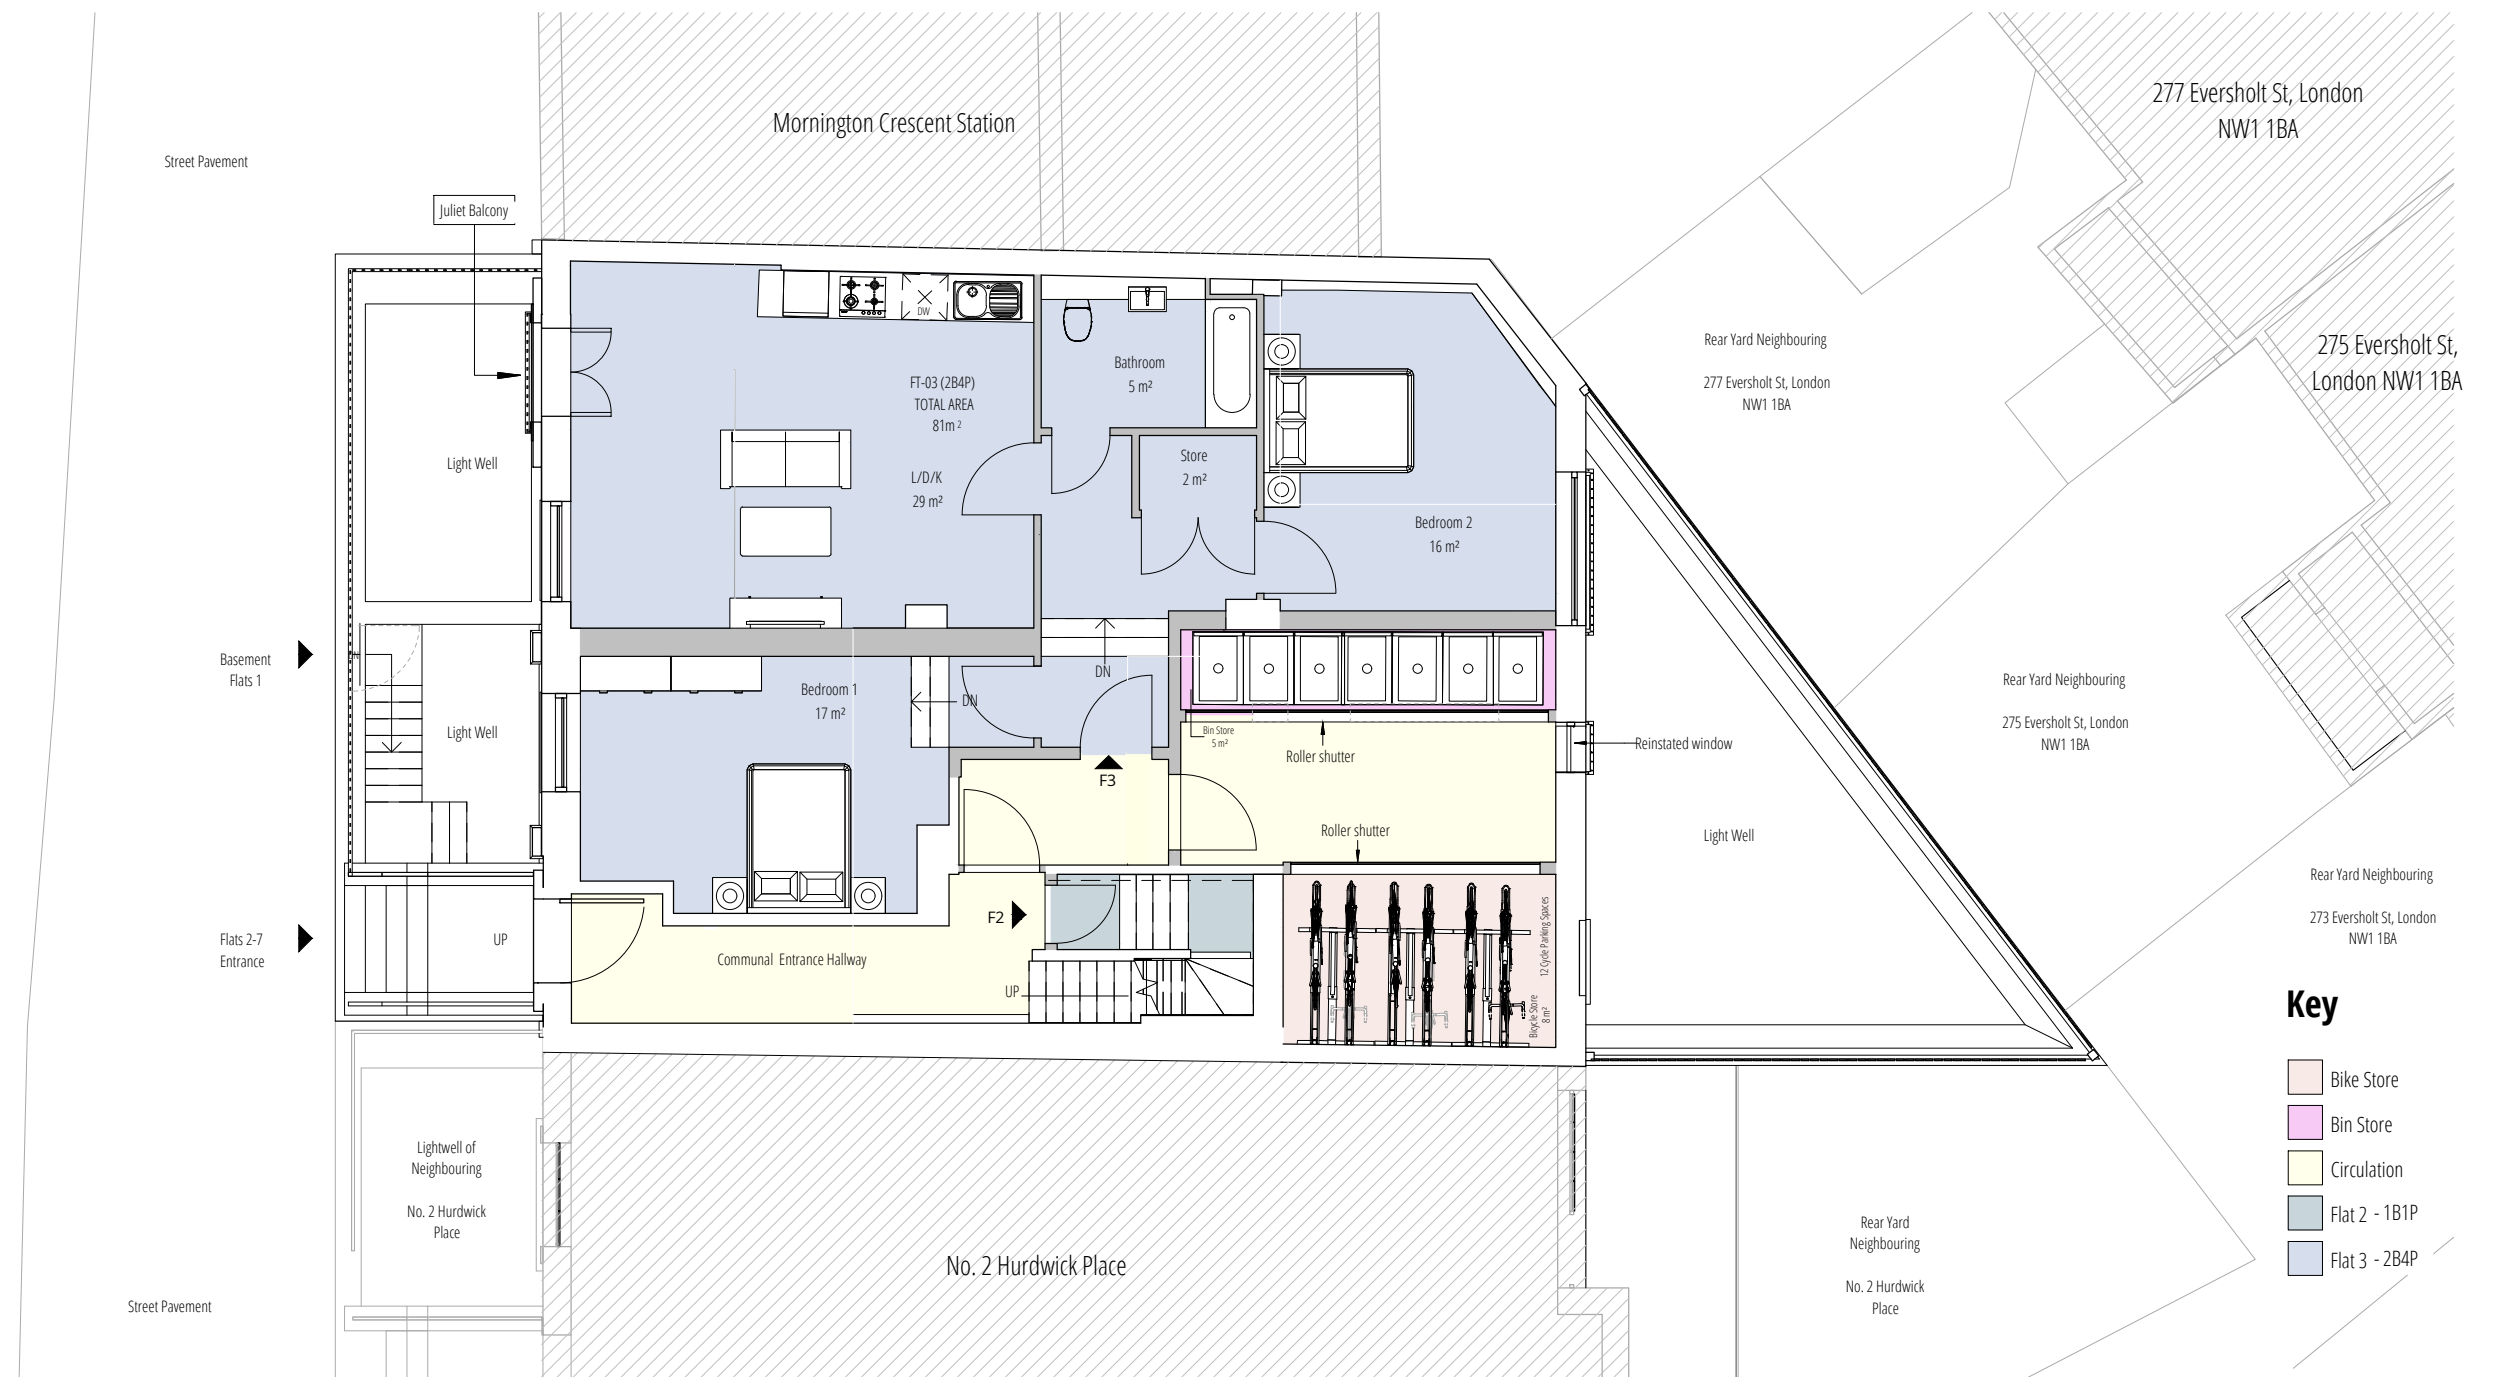 Mornington Crescent Station
277 Eversholt St, London
NW1 1BA
Street Pavement
Juliet Balcony
DW
Rear Yard Neighbouring
277 Eversholt St, London
NW1 1BA
275 Eversholt St,
London NW1 1BA
FT-03 (2B4P)
TOTAL AREA
81m 2
Bathroom
5 m²
Light Well
L/D/K
29 m²
Store
2 m²
Bedroom 2
16 m²
Basement
Flats 1
DN
DN
Bedroom 1
17 m²
Light Well
Bin Store
5 m²
Roller shutter
Reinstated window
Rear Yard Neighbouring
275 Eversholt St, London
NW1 1BA
F3
Roller shutter
Light Well
Rear Yard Neighbouring
273 Eversholt St, London
NW1 1BA
Flats 2-7
Entrance
UP
F2
Communal Entrance Hallway
UP
12 Cycle Parking Spaces
Bicycle Store
8 m²
Key
Bike Store
Bin Store
Circulation
Flat 2 - 1B1P
Flat 3 - 2B4P
Lightwell of
Neighbouring
No. 2 Hurdwick
Place
No. 2 Hurdwick Place
Rear Yard
Neighbouring
No. 2 Hurdwick
Place
Street Pavement